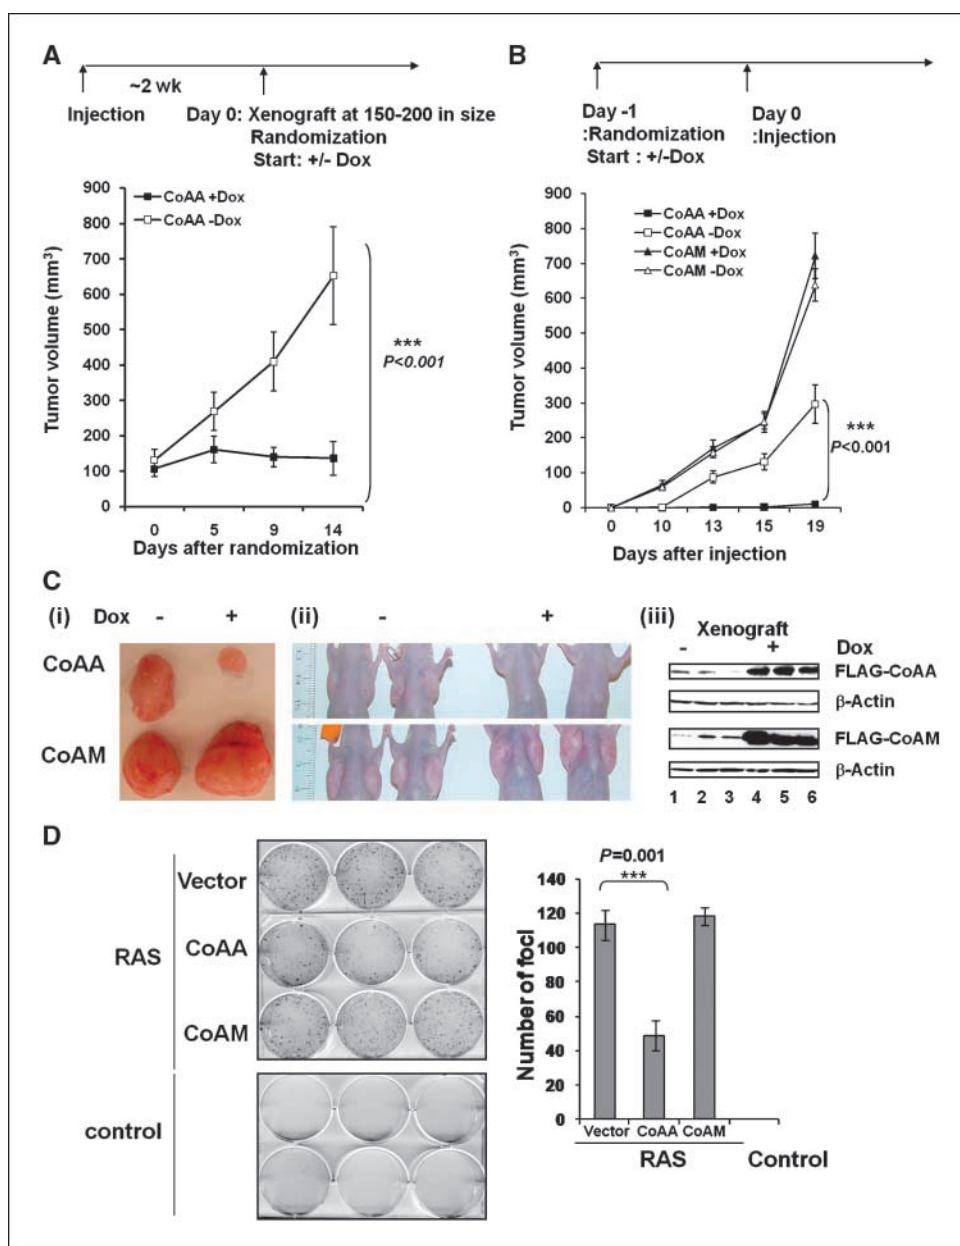 A
~2 wk
Injection
Day 0: Xenograft at 150-200 in size
Randomization
Start: +/- Dox
CoAA +Dox
CoAA -Dox
Tumor volume (mm³)
900
800
700
600
500
400
300
200
100
0
0 5 9 14
Days after randomization
***
P<0.001
B
Day -1
:Randomization
Start : +/-Dox
Day 0
:Injection
CoAA +Dox
CoAA -Dox
CoAM +Dox
CoAM -Dox
Tumor volume (mm³)
900
800
700
600
500
400
300
200
100
0
0 10 13 15 19
Days after injection
***
P<0.001
C
(i) Dox - +
CoAA
CoAM
(ii) - +
(iii) Xenograft
- + Dox
FLAG-CoAA
β-Actin
FLAG-CoAM
β-Actin
1 2 3 4 5 6
D
RAS
Vector
CoAA
CoAM
control
P=0.001
***
Number of foci
140
120
100
80
60
40
20
0
Vector CoAA CoAM
RAS Control